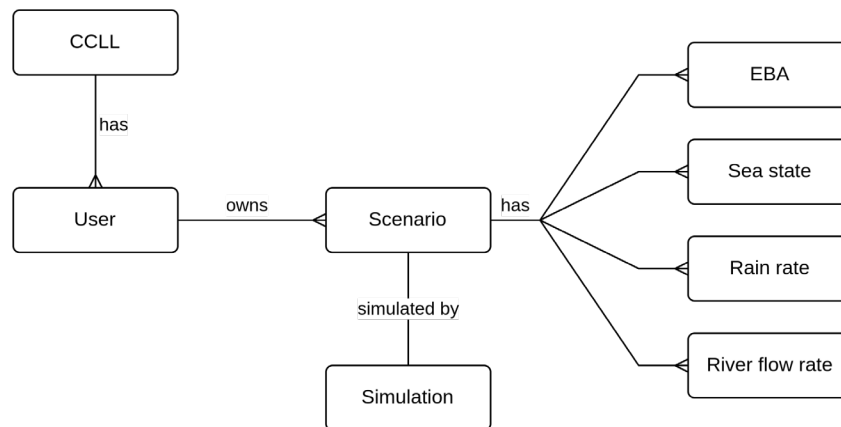 CCLL
has
User
owns
Scenario
has
EBA
Sea state
Rain rate
River flow rate
simulated by
Simulation